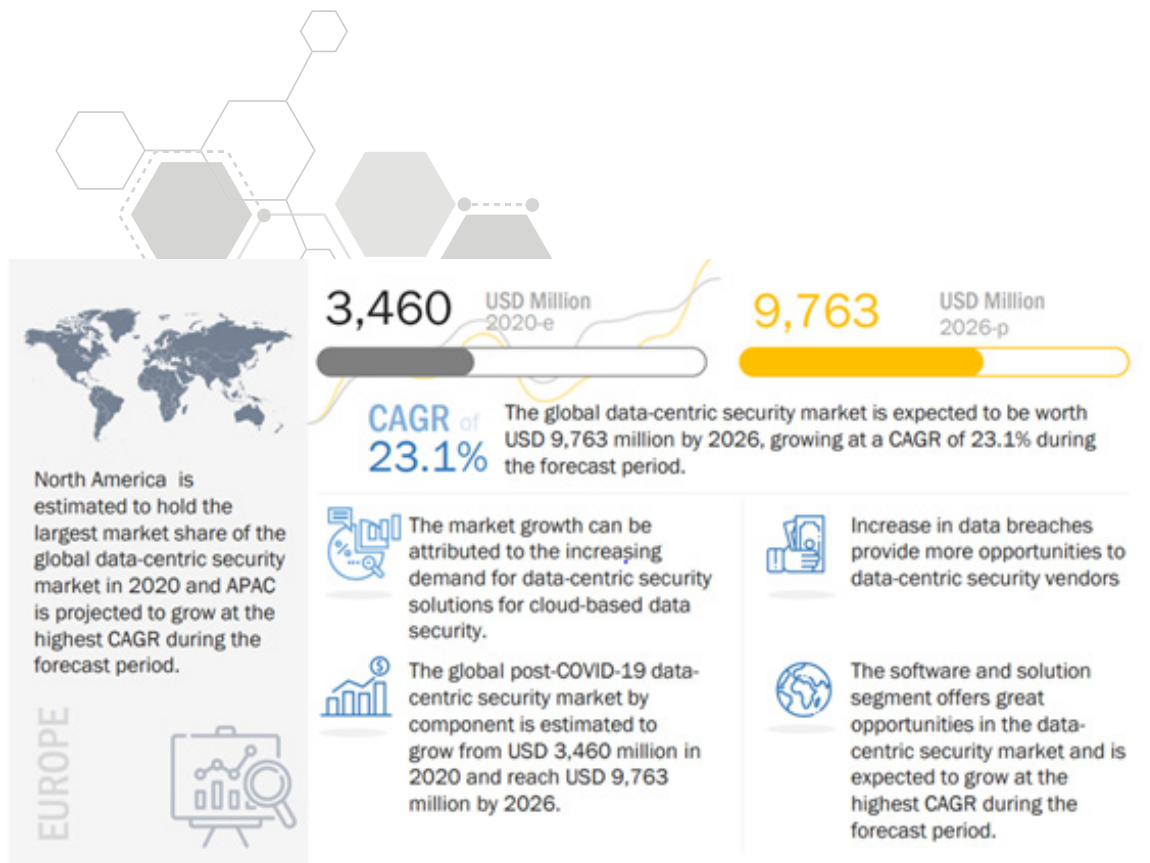 3,460
USD Million
2020-e
9,763
USD Million
2026-p
CAGR of
23.1%
The global data-centric security market is expected to be worth
USD 9,763 million by 2026, growing at a CAGR of 23.1% during
the forecast period.
North America is
estimated to hold the
largest market share of the
global data-centric security
market in 2020 and APAC
is projected to grow at the
highest CAGR during the
forecast period.
EUROPE
The market growth can be
attributed to the increasing
demand for data-centric security
solutions for cloud-based data
security.
Increase in data breaches
provide more opportunities to
data-centric security vendors
The global post-COVID-19 data-
centric security market by
component is estimated to
grow from USD 3,460 million in
2020 and reach USD 9,763
million by 2026.
The software and solution
segment offers great
opportunities in the data-
centric security market and is
expected to grow at the
highest CAGR during the
forecast period.